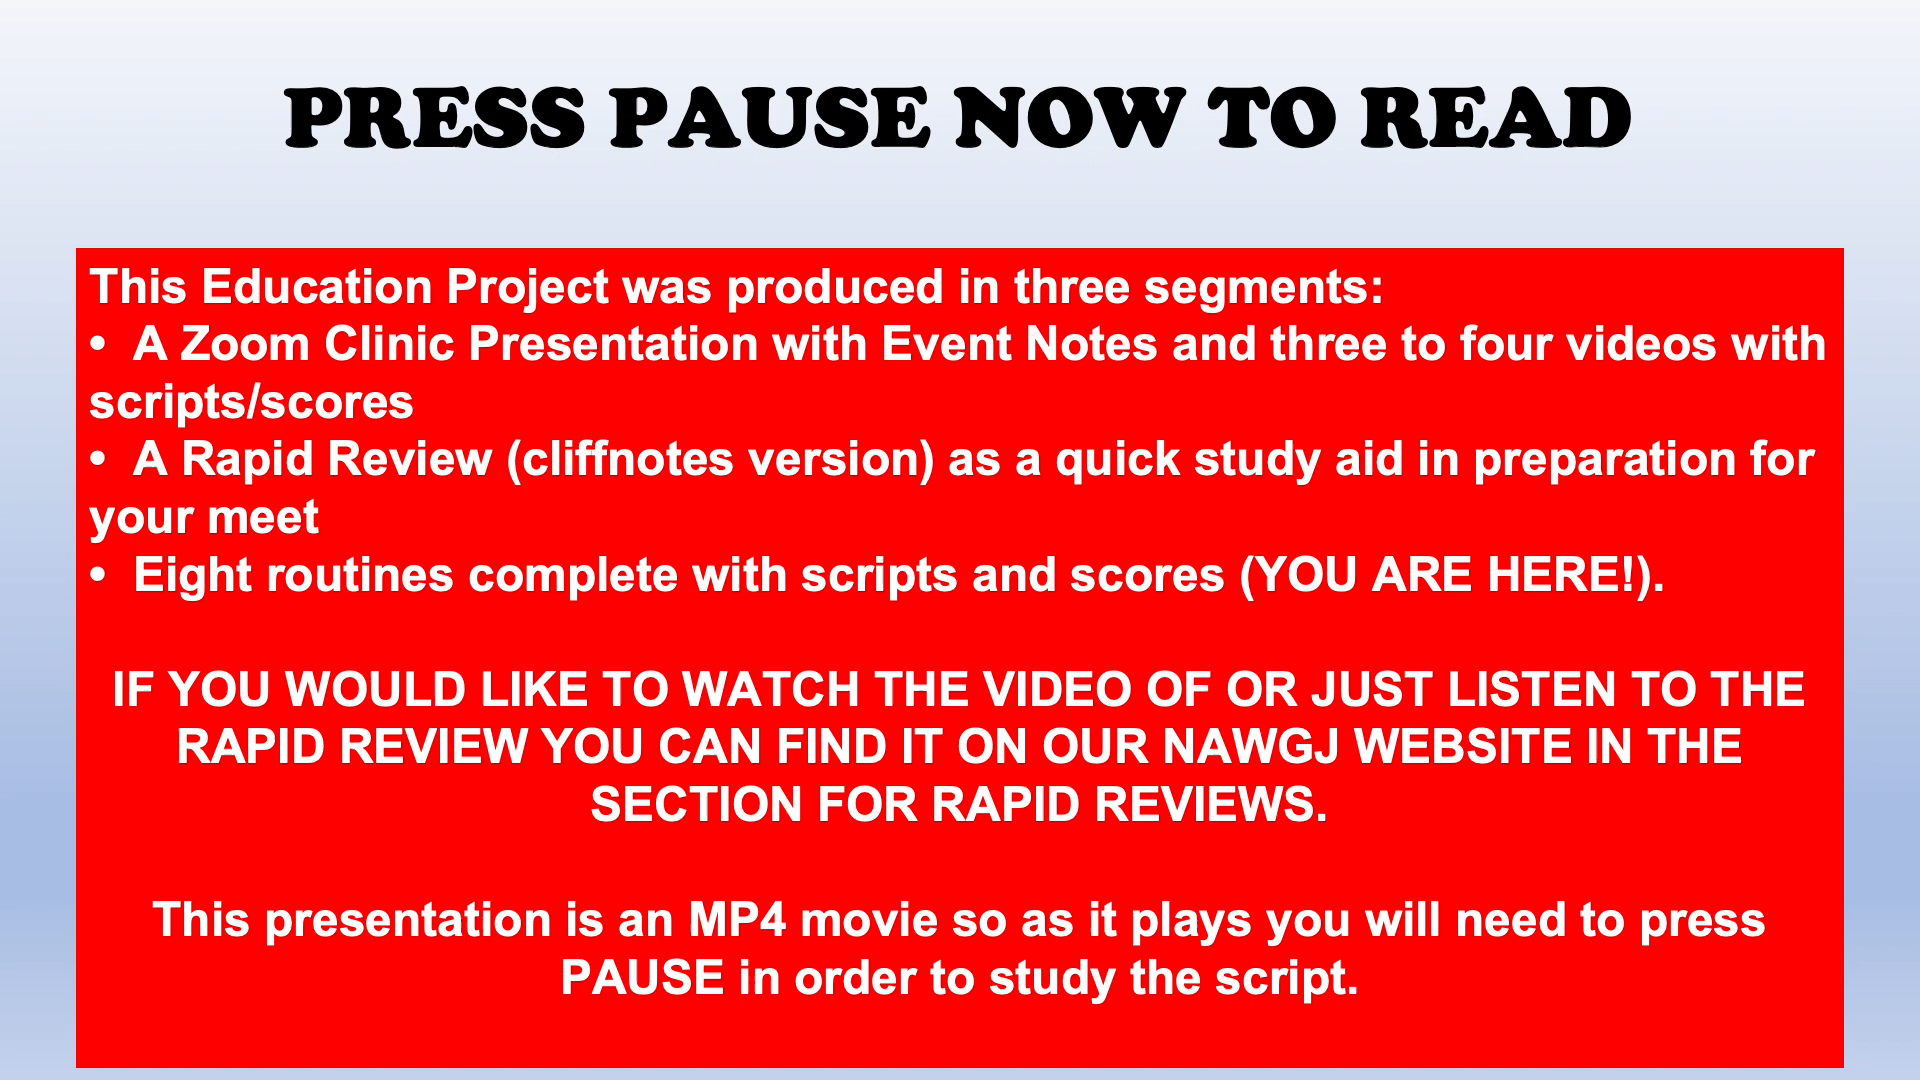 PRESS PAUSE NOW TO READ
This Education Project was produced in three segments:
• A Zoom Clinic Presentation with Event Notes and three to four videos with
scripts/scores
• A Rapid Review (cliffnotes version) as a quick study aid in preparation for
your meet
• Eight routines complete with scripts and scores (YOU ARE HERE!).
IF YOU WOULD LIKE TO WATCH THE VIDEO OF OR JUST LISTEN TO THE
RAPID REVIEW YOU CAN FIND IT ON OUR NAWGJ WEBSITE IN THE
SECTION FOR RAPID REVIEWS.
This presentation is an MP4 movie so as it plays you will need to press
PAUSE in order to study the script.